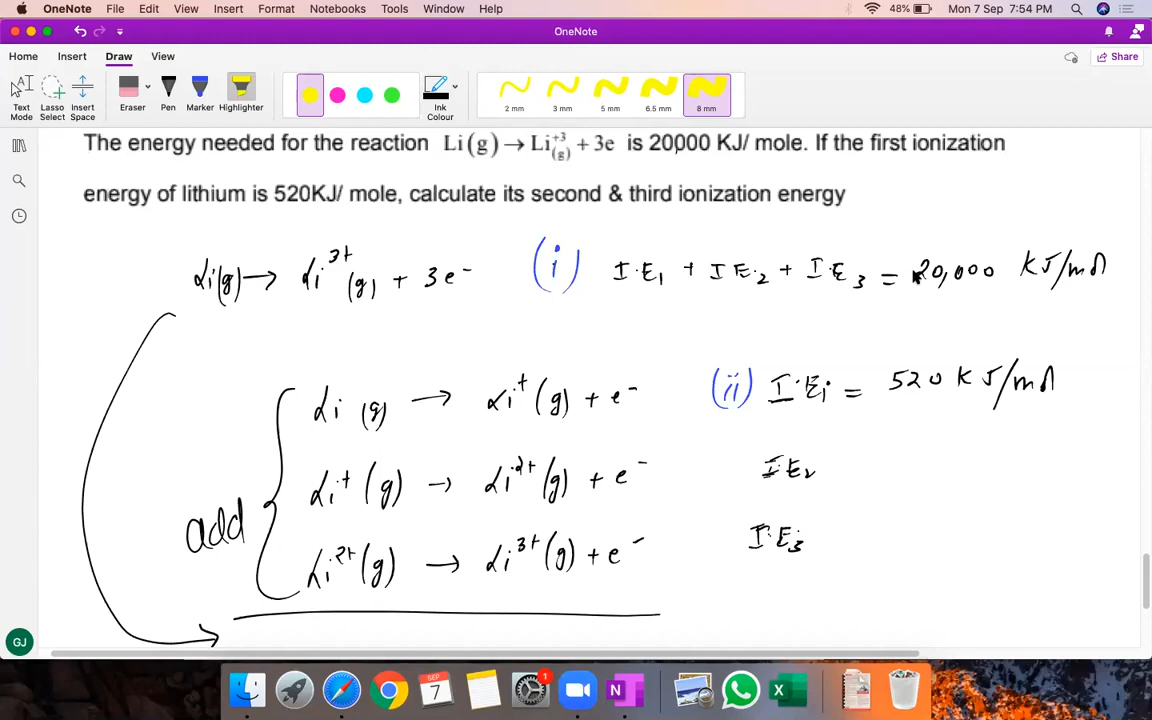 OneNote File Edit View Insert Format Notebooks Tools Window Help 48% Mon 7 Sep 7:54 PM
OneNote
Home Insert Draw View Share
Text Mode Lasso Select Insert Space Eraser Pen Marker Highlighter Ink Colour 2 mm 3 mm 5 mm 6.5 mm 8 mm
The energy needed for the reaction Li(g) → Li⁺³(g) + 3e is 20000 KJ/ mole. If the first ionization
energy of lithium is 520KJ/ mole, calculate its second & third ionization energy
Li(g) → Li³⁺(g) + 3e⁻ (i) I.E₁ + I E.₂ + I.E₃ = 20,000 KJ/mol
Li (g) → Li⁺(g) + e⁻ (ii) I.E₁ = 520 KJ/mol
Li⁺(g) → Li²⁺(g) + e⁻ I.E₂
add
Li²⁺(g) → Li³⁺(g) + e⁻ I.E₃
GJ
SEP
7
1